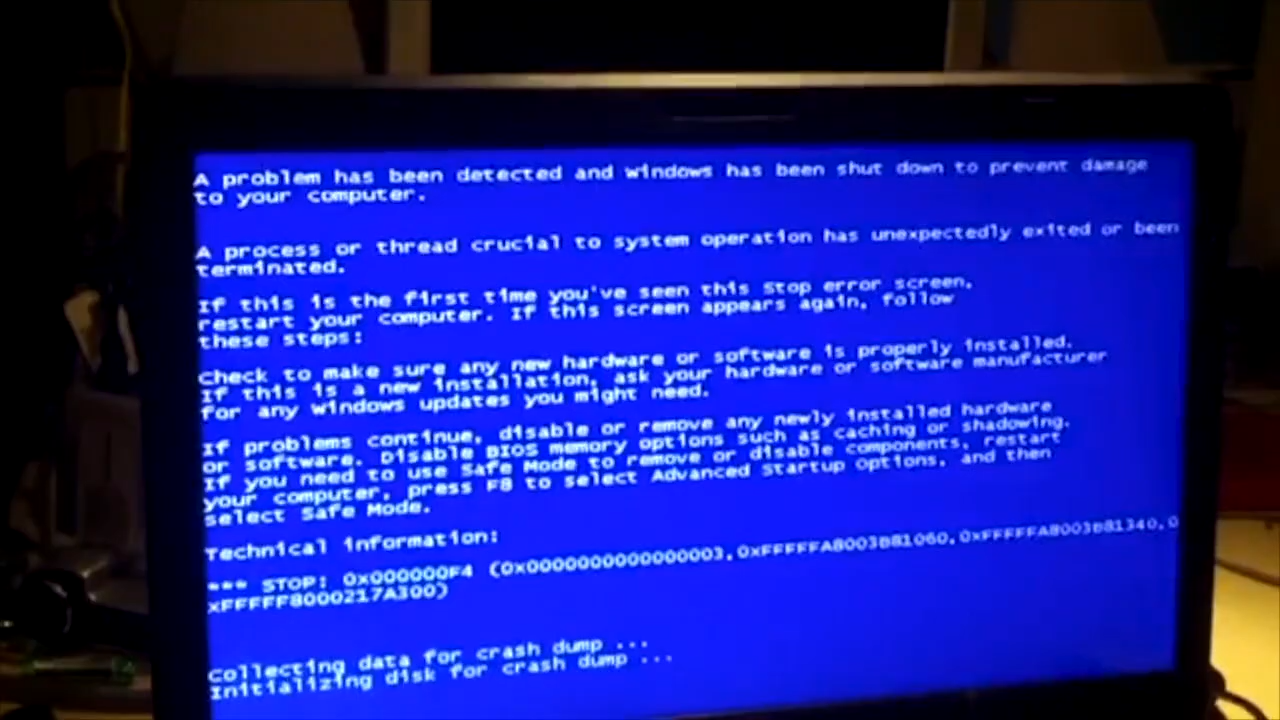 A problem has been detected and windows has been shut down to prevent damage
to your computer.
A process or thread crucial to system operation has unexpectedly exited or been
terminated.
If this is the first time you've seen this Stop error screen,
restart your computer. If this screen appears again, follow
these steps:
Check to make sure any new hardware or software is properly installed.
If this is a new installation, ask your hardware or software manufacturer
for any windows updates you might need.
If problems continue, disable or remove any newly installed hardware
or software. Disable BIOS memory options such as caching or shadowing.
If you need to use Safe Mode to remove or disable components, restart
your computer, press F8 to select Advanced Startup Options, and then
select Safe Mode.
Technical information:
*** STOP: 0x000000F4 (0x0000000000000003,0xFFFFFA8003B81060,0xFFFFFA8003B81340,0
xFFFFF8000217A300)
Collecting data for crash dump ...
Initializing disk for crash dump ...